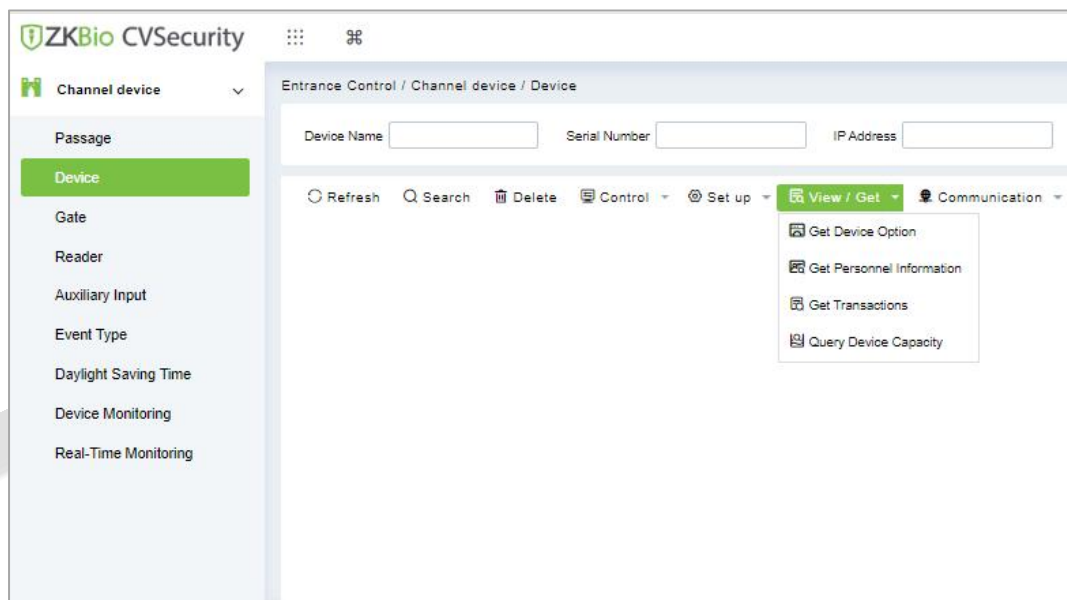 ZKBio CVSecurity
Channel device
Entrance Control / Channel device / Device
Passage
Device Name Serial Number IP Address
Device
Refresh Search Delete Control Set up View / Get Communication
Gate
Get Device Option
Reader
Get Personnel Information
Auxiliary Input
Get Transactions
Event Type
Query Device Capacity
Daylight Saving Time
Device Monitoring
Real-Time Monitoring